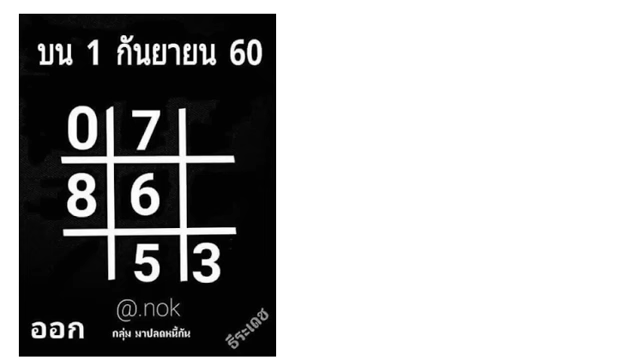 บน 1 กันยายน 60
0 7
8 6
5 3
@.nok
ออก กลุ่ม มาปลดหนี้กัน
ธีระเดช